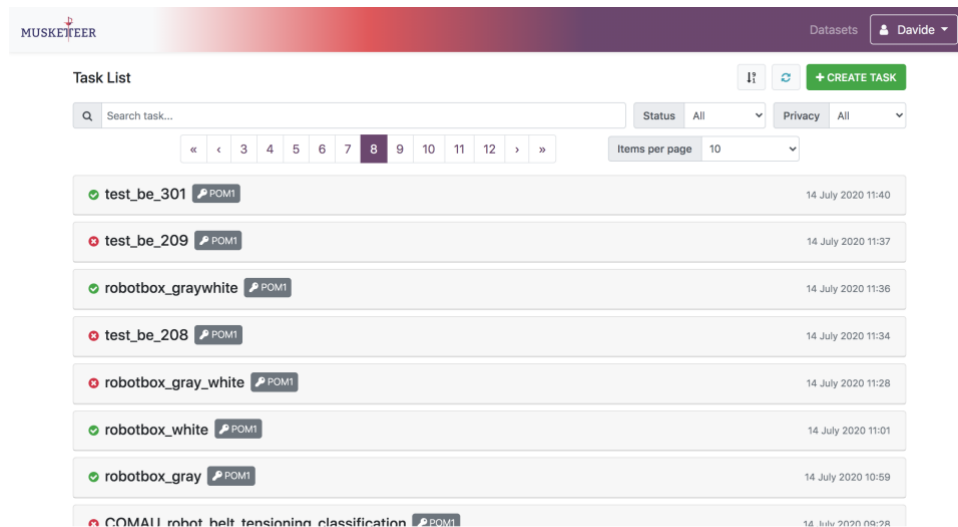 MUSKETEER Datasets Davide
Task List CREATE TASK
Search task... Status All Privacy All
« ‹ 3 4 5 6 7 8 9 10 11 12 › » Items per page 10
test_be_301 POM1 14 July 2020 11:40
test_be_209 POM1 14 July 2020 11:37
robotbox_graywhite POM1 14 July 2020 11:36
test_be_208 POM1 14 July 2020 11:34
robotbox_gray_white POM1 14 July 2020 11:28
robotbox_white POM1 14 July 2020 11:01
robotbox_gray POM1 14 July 2020 10:59
COMAU_robot_belt_tensioning_classification POM1 14 July 2020 09:28